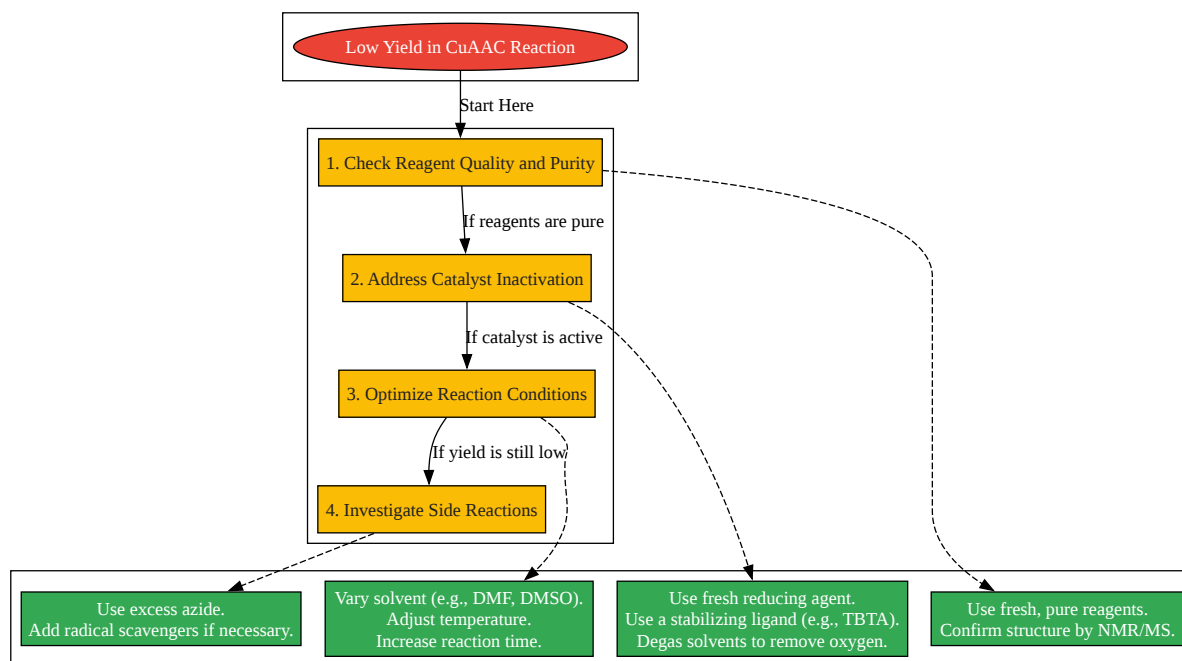 Low Yield in CuAAC Reaction
Start Here
1. Check Reagent Quality and Purity
If reagents are pure
2. Address Catalyst Inactivation
If catalyst is active
3. Optimize Reaction Conditions
If yield is still low
4. Investigate Side Reactions
Use excess azide.
Add radical scavengers if necessary.
Vary solvent (e.g., DMF, DMSO).
Adjust temperature.
Increase reaction time.
Use fresh reducing agent.
Use a stabilizing ligand (e.g., TBTA).
Degas solvents to remove oxygen.
Use fresh, pure reagents.
Confirm structure by NMR/MS.